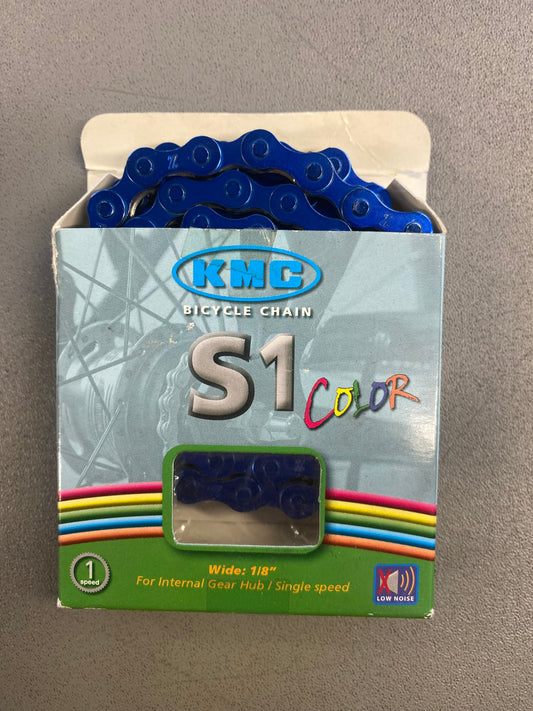 KMC
BICYCLE CHAIN
S1
COLOR
Wide: 1/8"
For Internal Gear Hub / Single speed
1
speed
LOW NOISE